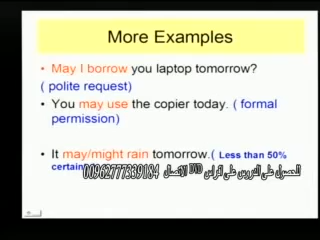 More Examples
• May I borrow you laptop tomorrow?
( polite request)
• You may use the copier today. ( formal
permission)
• It may/might rain tomorrow.( Less than 50%
certain
للحصول على الدروس على اقراص DVD الاتصال 00962777339184